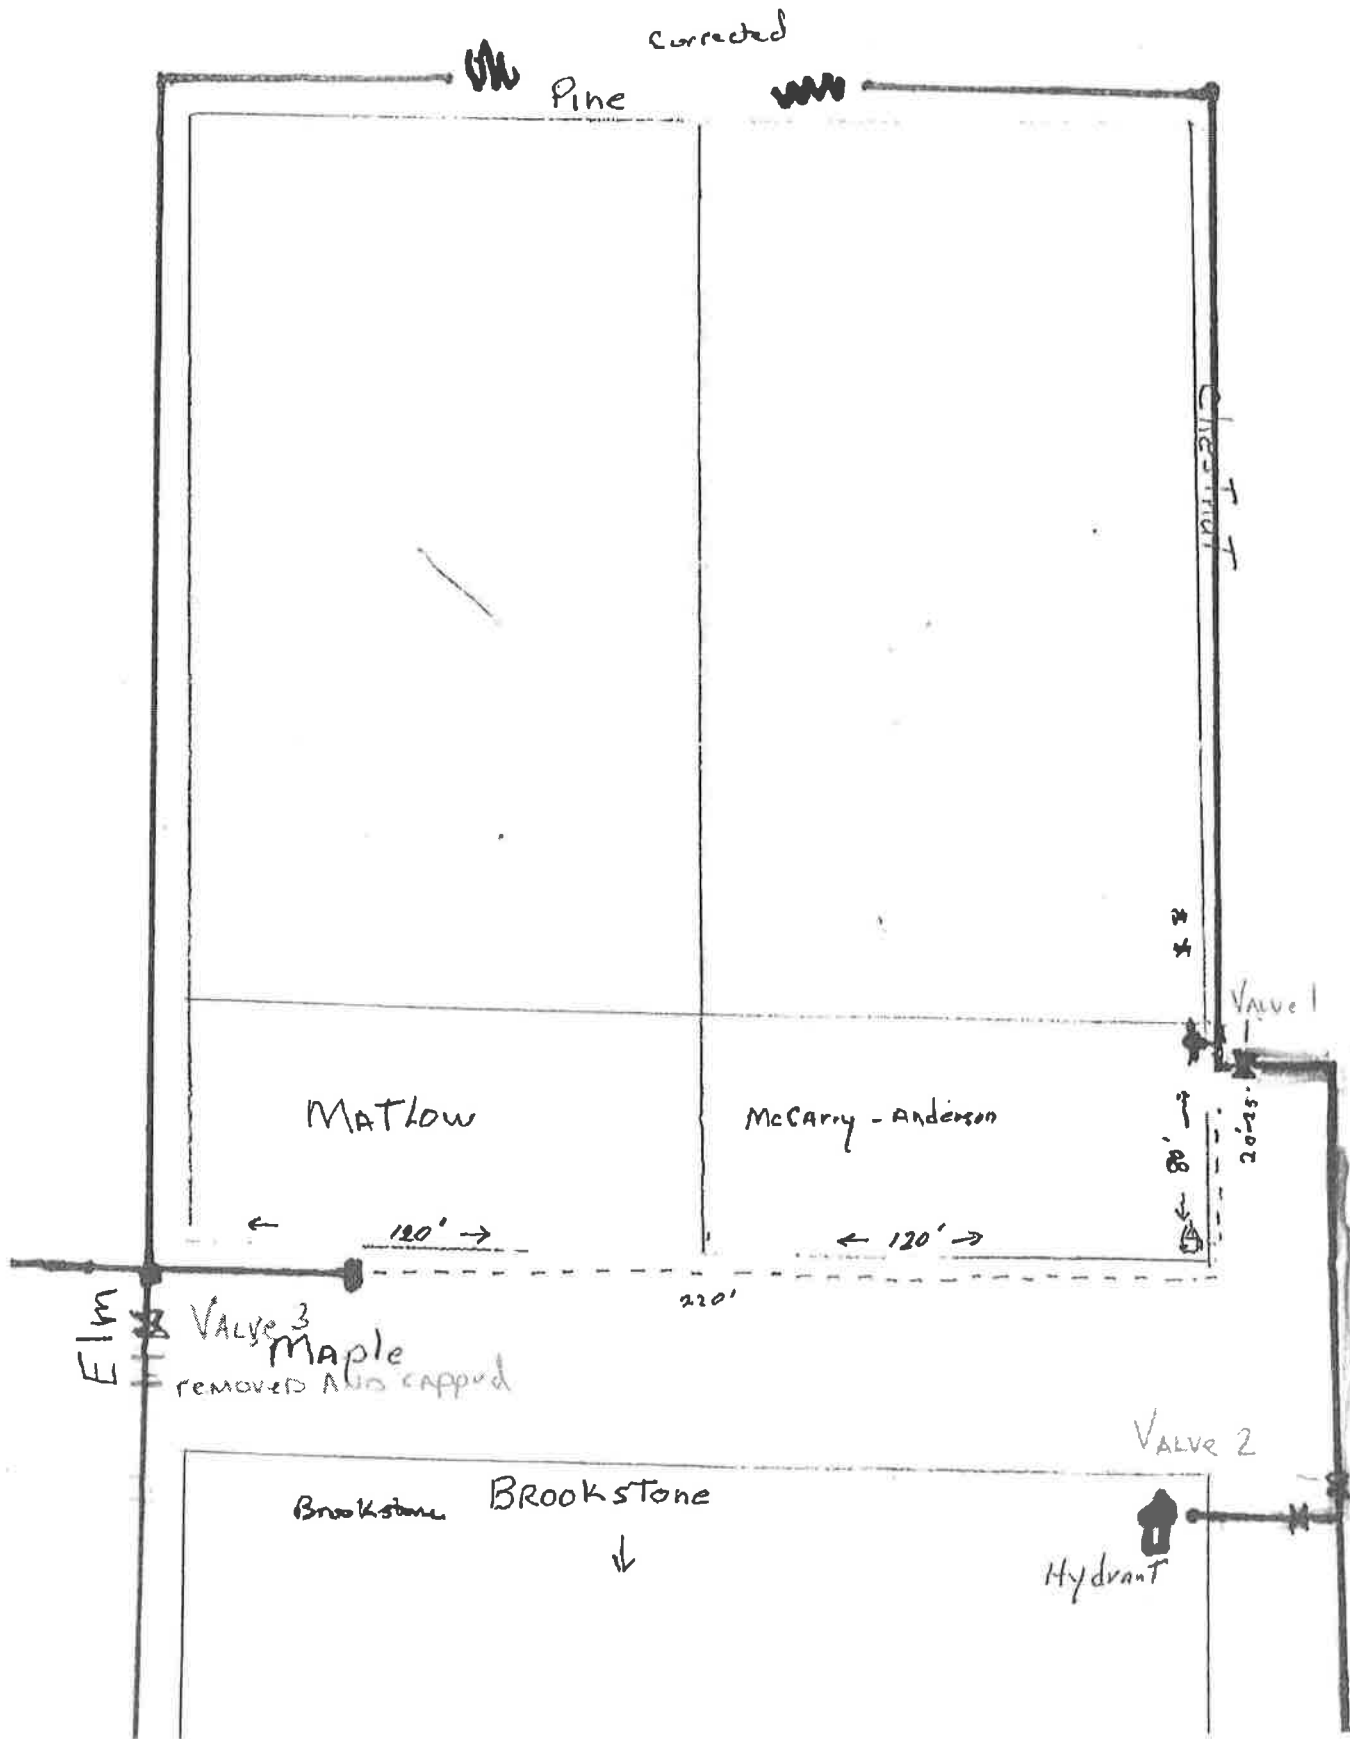 Corrected
Pine
Chestnut
Valve 1
MATLOW
McCarry - Anderson
80'
20'-25'
120'
120'
220'
Elm
VALVE 3
MAple
removed AND CAPPed
VALVE 2
Brookstone
BROOKSTone
HydranT